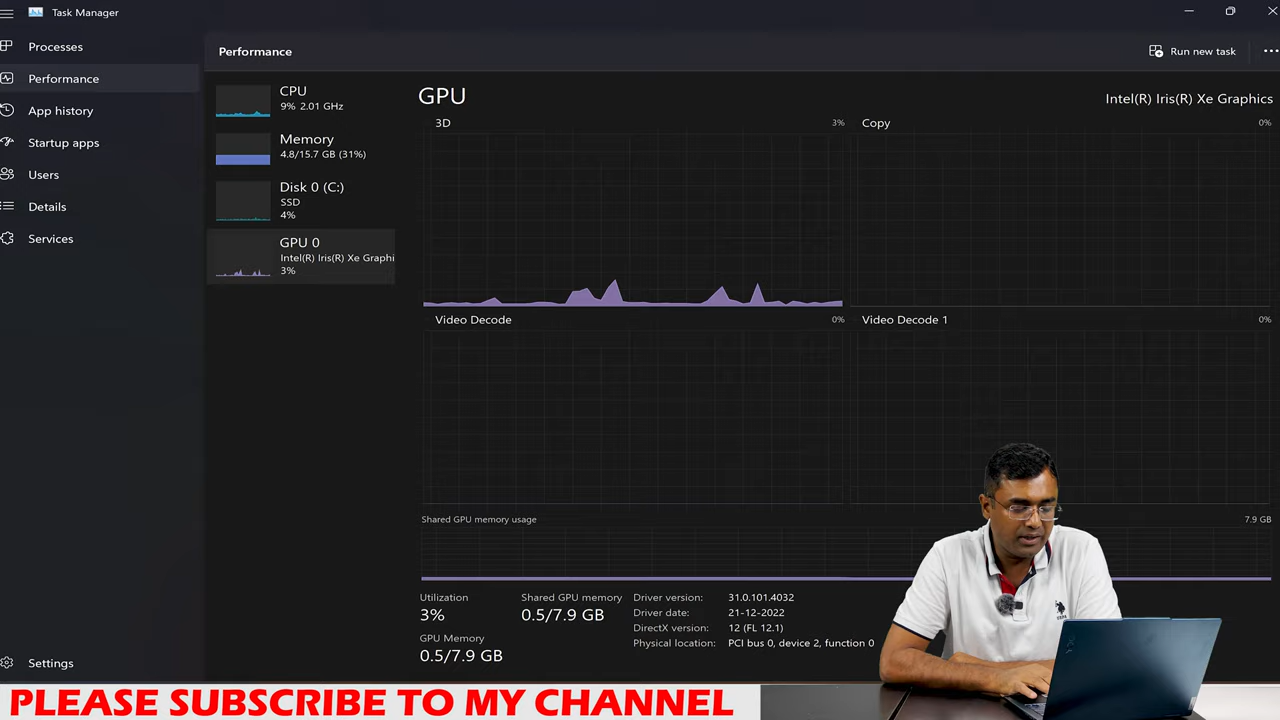 Task Manager
Processes
Performance
App history
Startup apps
Users
Details
Services
Settings
Performance
Run new task
CPU
9% 2.01 GHz
Memory
4.8/15.7 GB (31%)
Disk 0 (C:)
SSD
4%
GPU 0
Intel(R) Iris(R) Xe Graphi
3%
GPU
Intel(R) Iris(R) Xe Graphics
3D 3% Copy 0%
Video Decode 0% Video Decode 1 0%
Shared GPU memory usage 7.9 GB
Utilization
3%
Shared GPU memory
0.5/7.9 GB
GPU Memory
0.5/7.9 GB
Driver version: 31.0.101.4032
Driver date: 21-12-2022
DirectX version: 12 (FL 12.1)
Physical location: PCI bus 0, device 2, function 0
PLEASE SUBSCRIBE TO MY CHANNEL